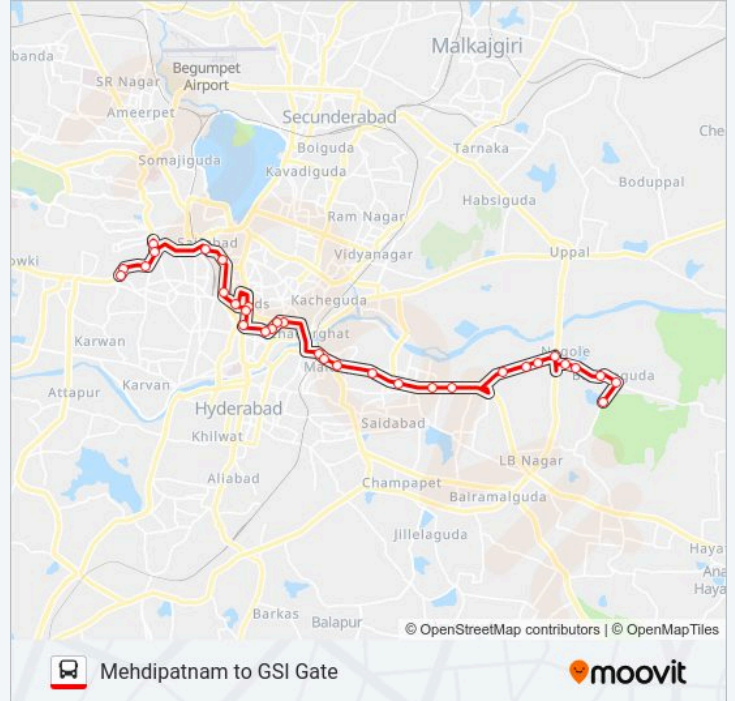 Malkajgiri
banda
Begumpet
Airport
SR Nagar
Ameerpet
Secunderabad
Che
Boiguda
Tarnaka
Somajiguda
Kavadiguda
Boduppal
Habsiguda
Ram Nagar
owki
Vidyanagar
Uppal
Kacheguda
Karwan
Nagole
Attapur
Karvan
Hyderabad
Saidabad
Khilwat
LB Nagar
Aliabad
Champapet
Bairamalguda
Jillelaguda
Haya
Ana
Haya
Barkas
Balapur
© OpenStreetMap contributors | © OpenMapTiles
Mehdipatnam to GSI Gate
moovit